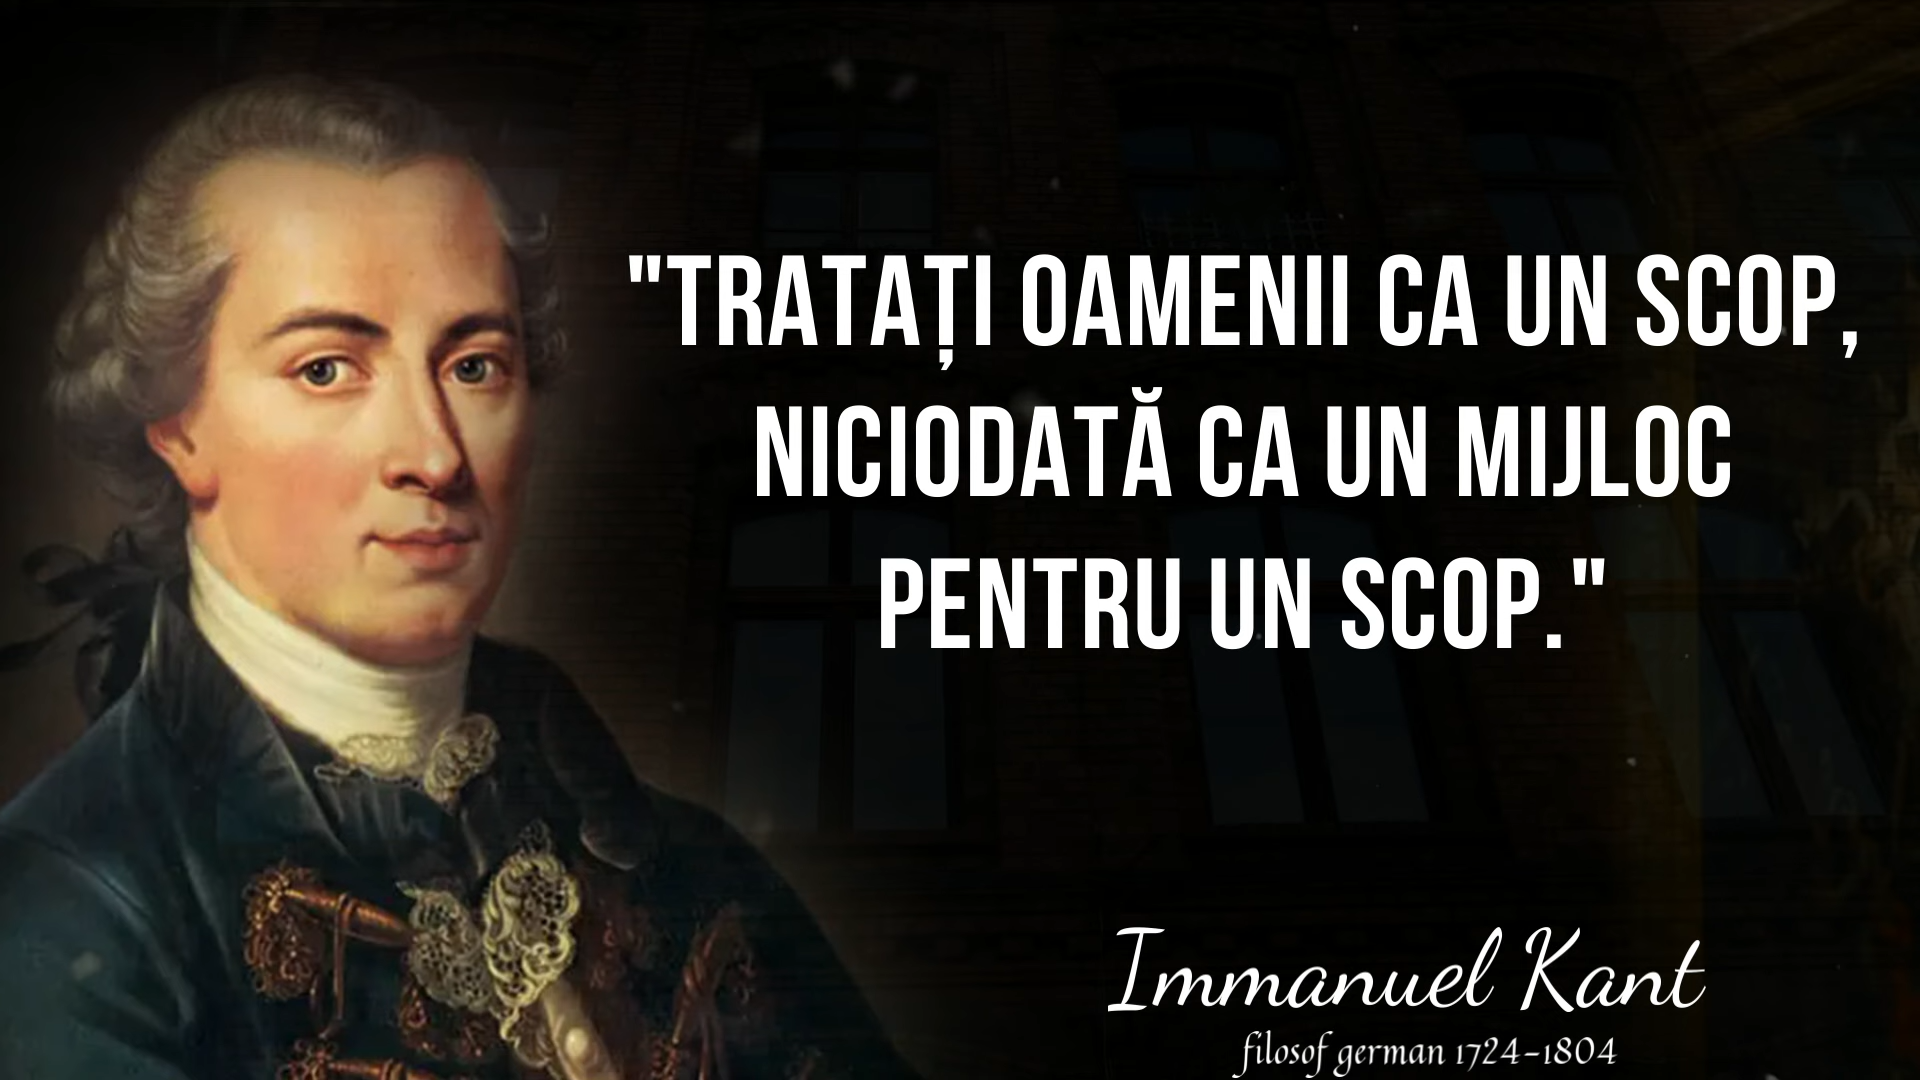 "TRATAȚI OAMENII CA UN SCOP,
NICIODATĂ CA UN MIJLOC
PENTRU UN SCOP."
Immanuel Kant
filosof german 1724-1804